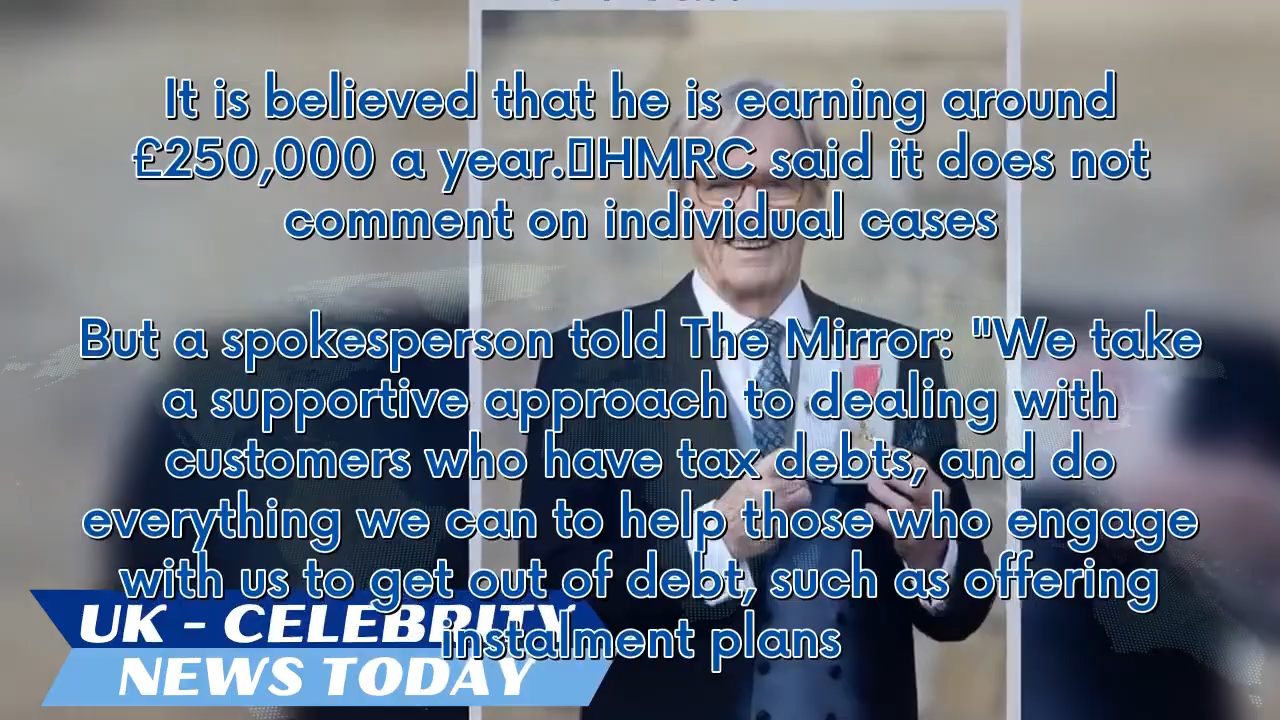 It is believed that he is earning around
£250,000 a year.▯HMRC said it does not
comment on individual cases
But a spokesperson told The Mirror: "We take
a supportive approach to dealing with
customers who have tax debts, and do
everything we can to help those who engage
with us to get out of debt, such as offering
instalment plans
UK - CELEBRITY
NEWS TODAY